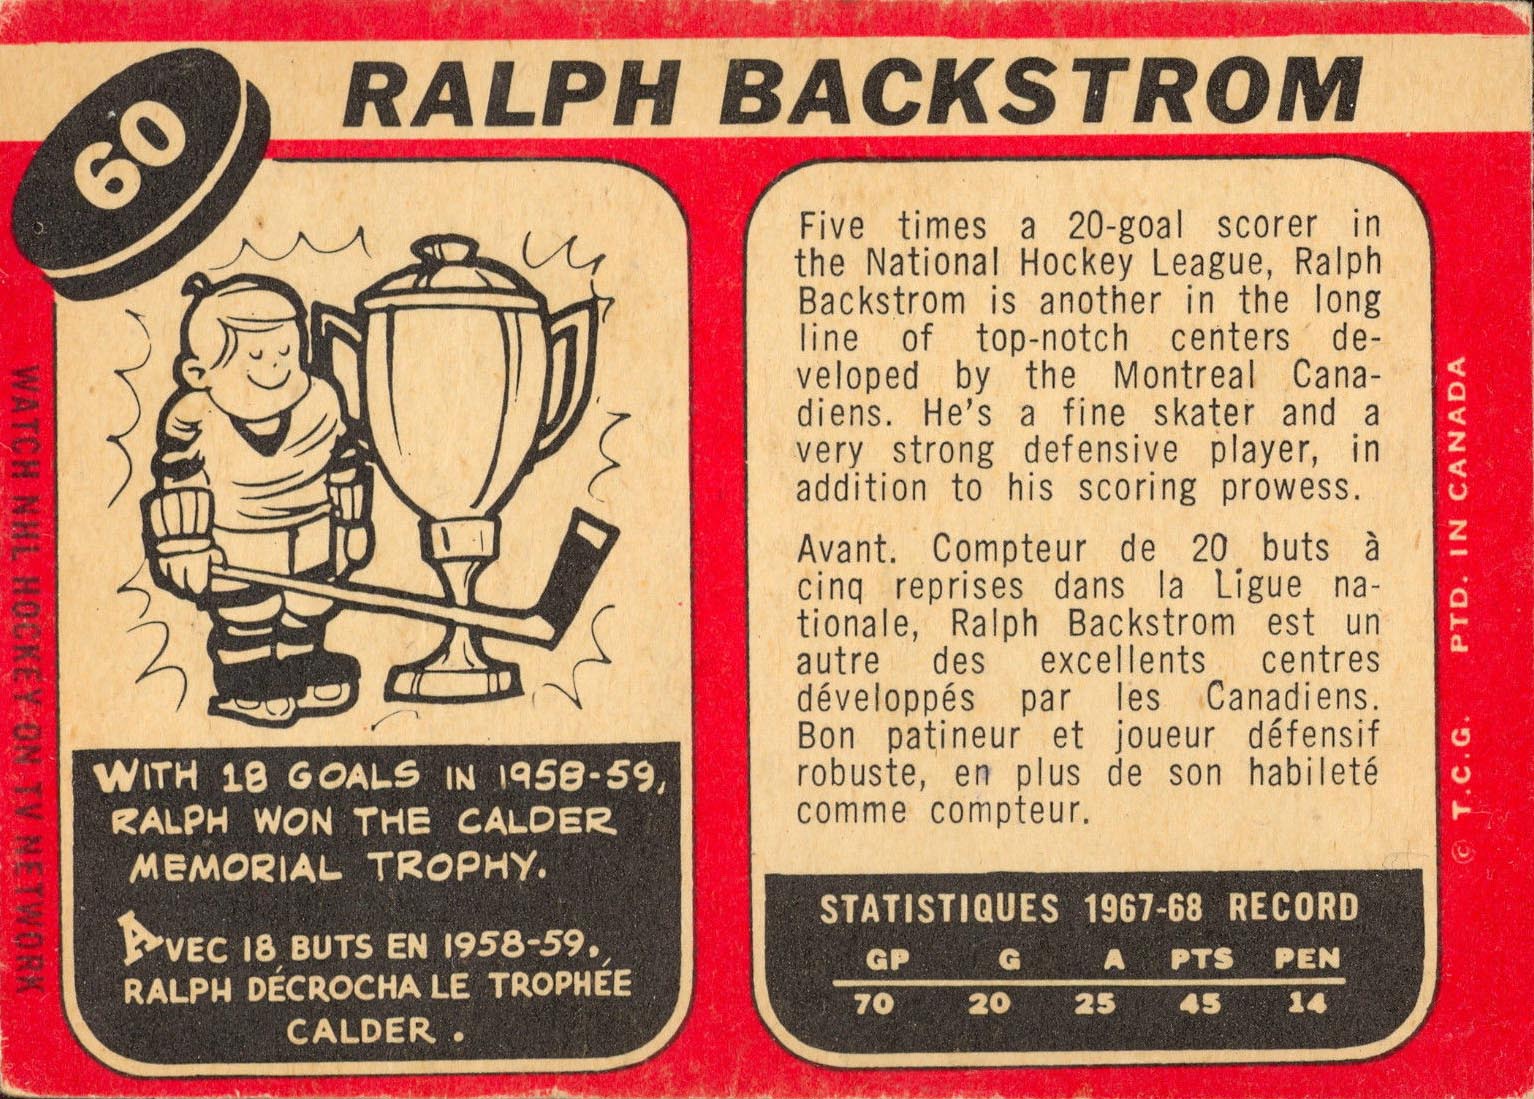 60
RALPH BACKSTROM
WITH 18 GOALS IN 1958-59,
RALPH WON THE CALDER
MEMORIAL TROPHY.
AVEC 18 BUTS EN 1958-59,
RALPH DÉCROCHA LE TROPHÉE
CALDER.
Five times a 20-goal scorer in
the National Hockey League, Ralph
Backstrom is another in the long
line of top-notch centers de-
veloped by the Montreal Cana-
diens. He's a fine skater and a
very strong defensive player, in
addition to his scoring prowess.
Avant. Compteur de 20 buts à
cinq reprises dans la Ligue na-
tionale, Ralph Backstrom est un
autre des excellents centres
développés par les Canadiens.
Bon patineur et joueur défensif
robuste, en plus de son habileté
comme compteur.
STATISTIQUES 1967-68 RECORD
GP G A PTS PEN
70 20 25 45 14
WATCH NHL HOCKEY ON TV NETWORK
© T.C.G. PTD. IN CANADA